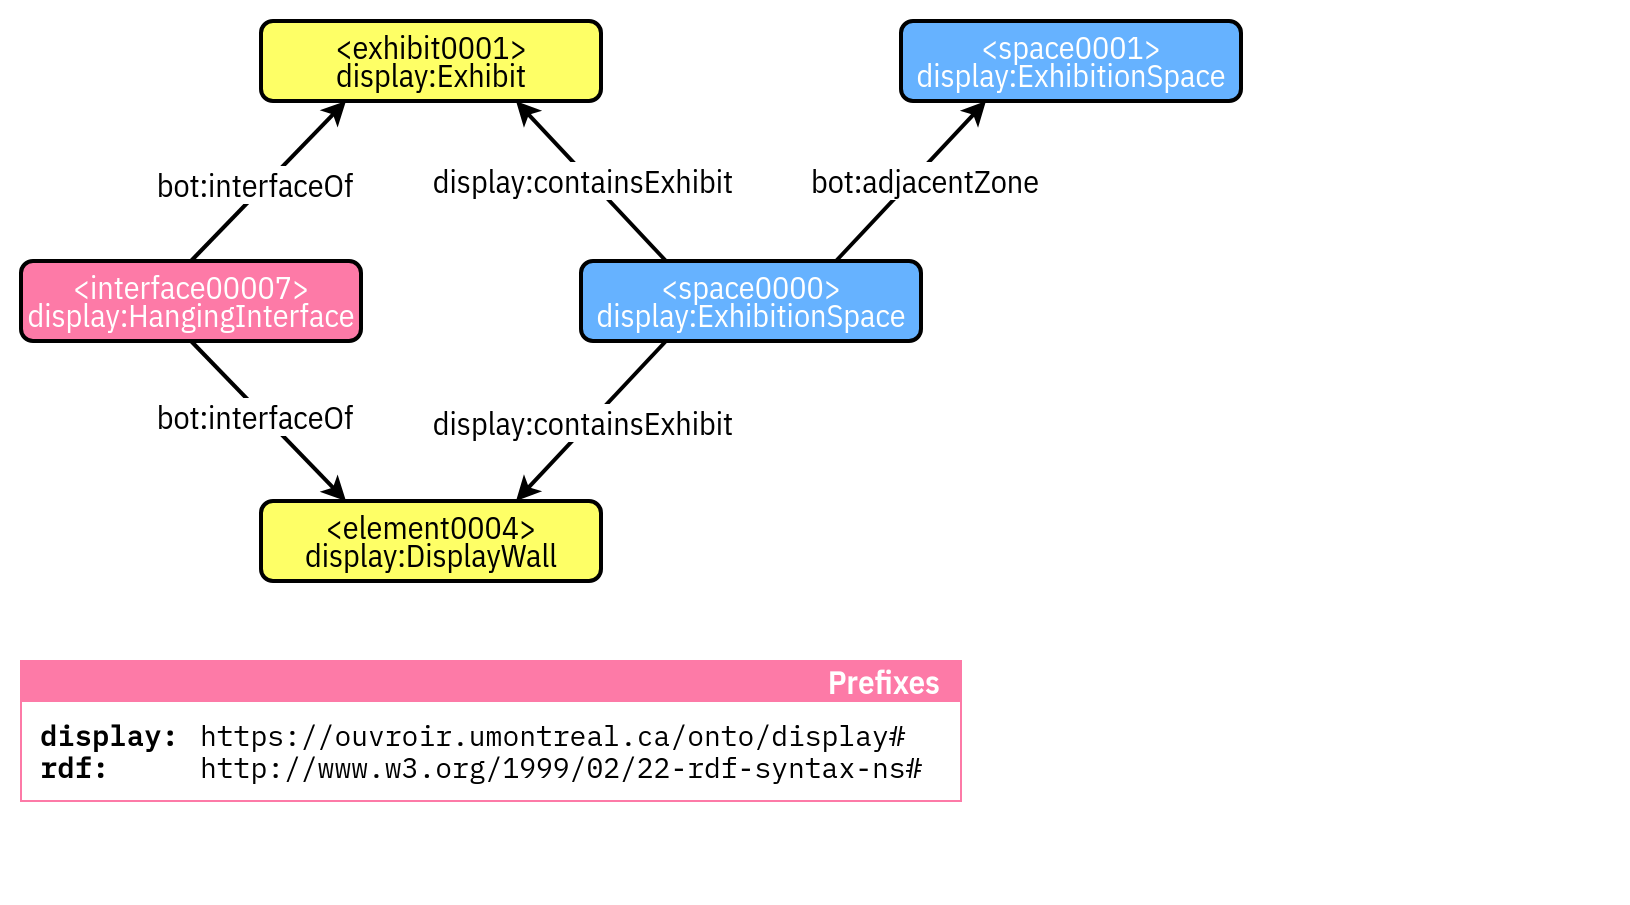 <exhibit0001>
display:Exhibit
<space0001>
display:ExhibitionSpace
bot:interfaceOf
display:containsExhibit
bot:adjacentZone
<interface00007>
display:HangingInterface
<space0000>
display:ExhibitionSpace
bot:interfaceOf
display:containsExhibit
<element0004>
display:DisplayWall
Prefixes
display: https://ouvroir.umontreal.ca/onto/display#
rdf: http://www.w3.org/1999/02/22-rdf-syntax-ns#